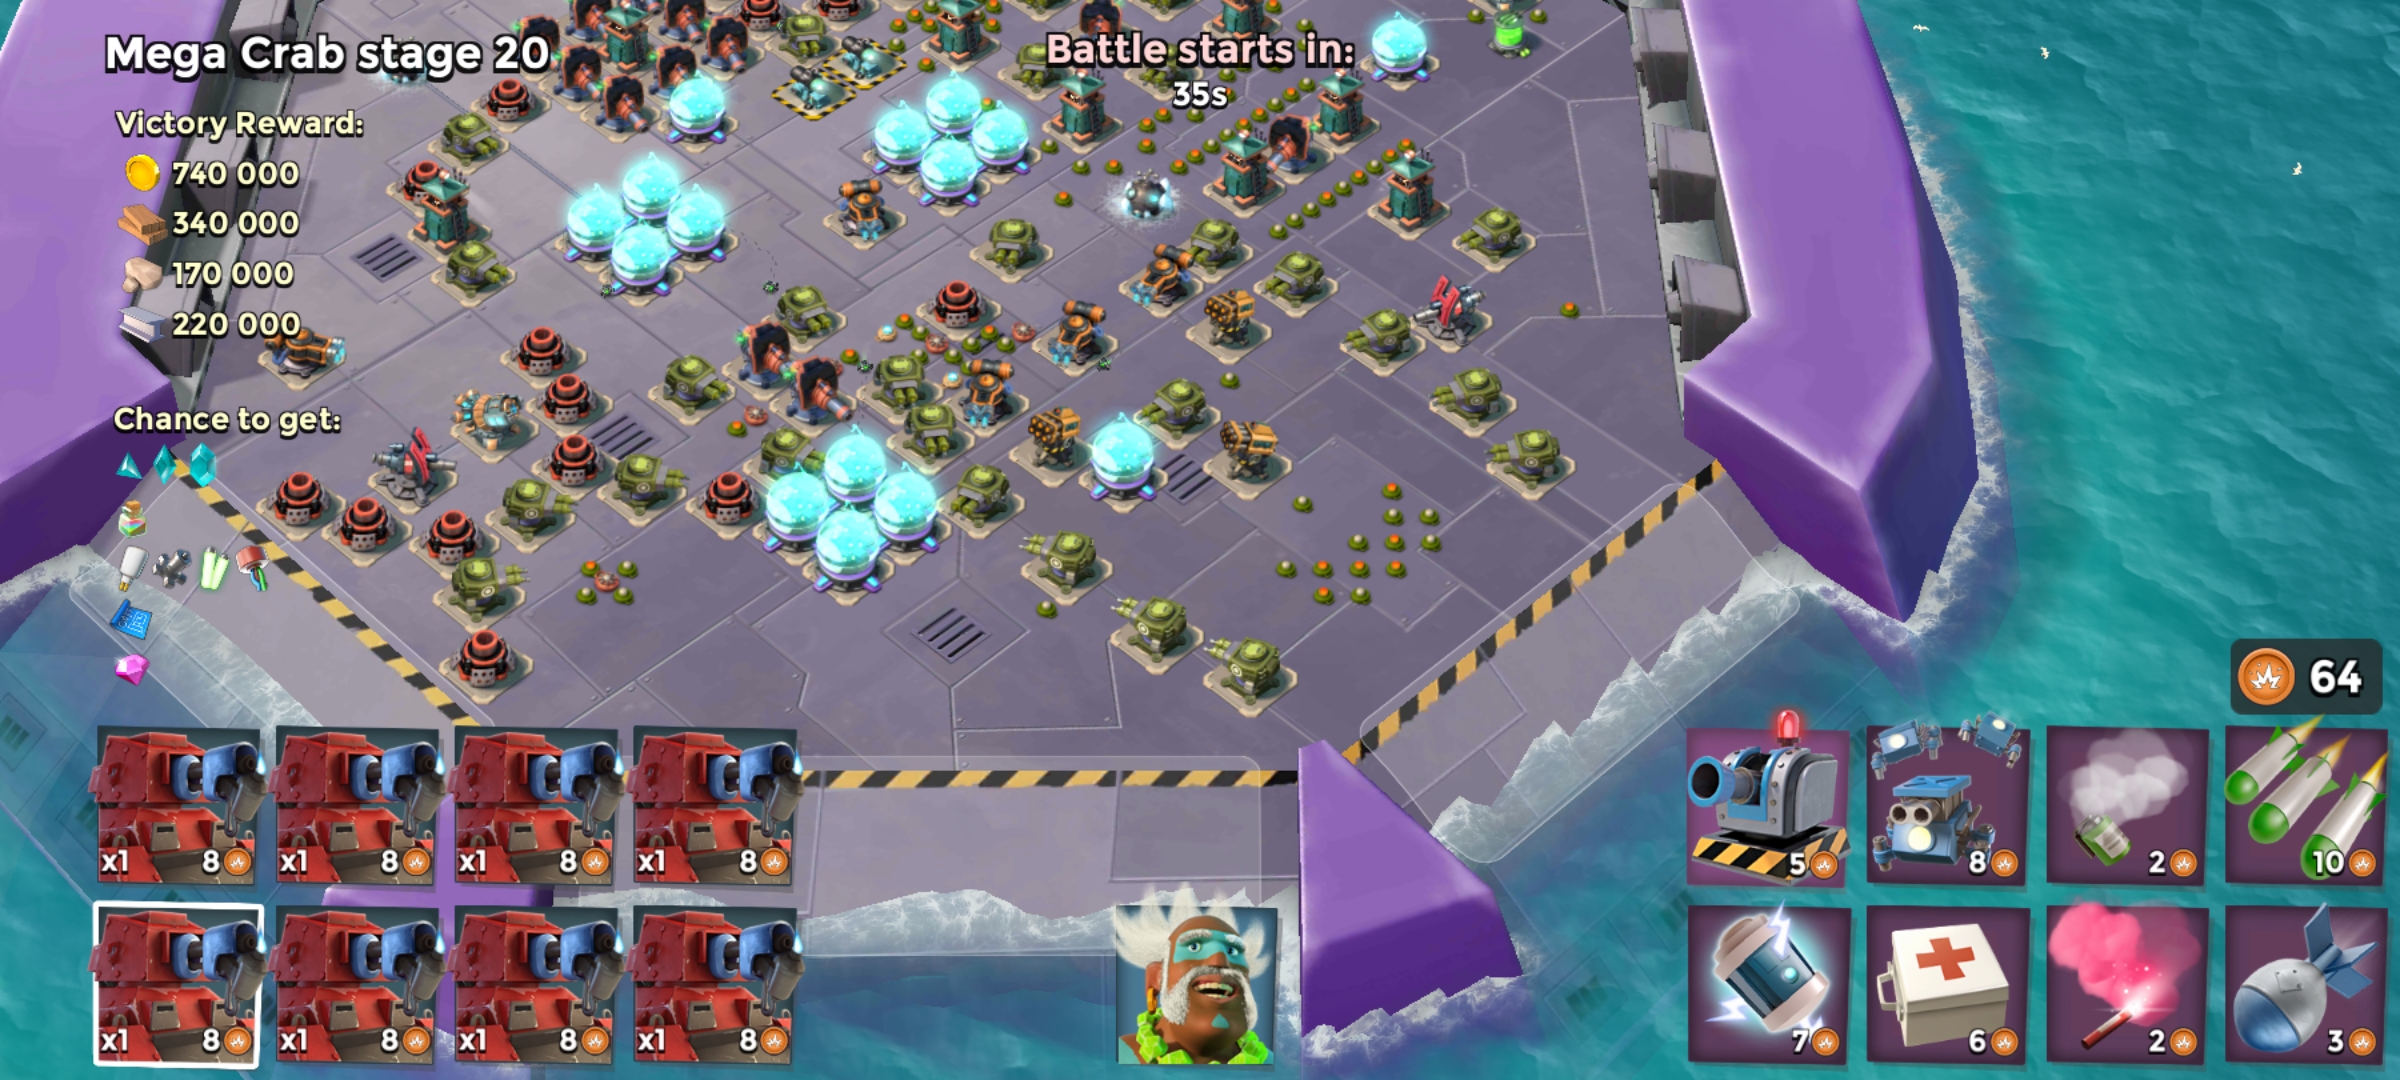 Mega Crab stage 20
Battle starts in:
35s
Victory Reward:
740 000
340 000
170 000
220 000
Chance to get:
64
x1 8
x1 8
x1 8
x1 8
5
8
2
10
x1 8
x1 8
x1 8
x1 8
7
6
2
3